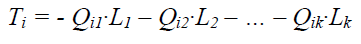 Tᵢ = - Qᵢ₁·L₁ – Qᵢ₂·L₂ – … – Qᵢₖ·Lₖ